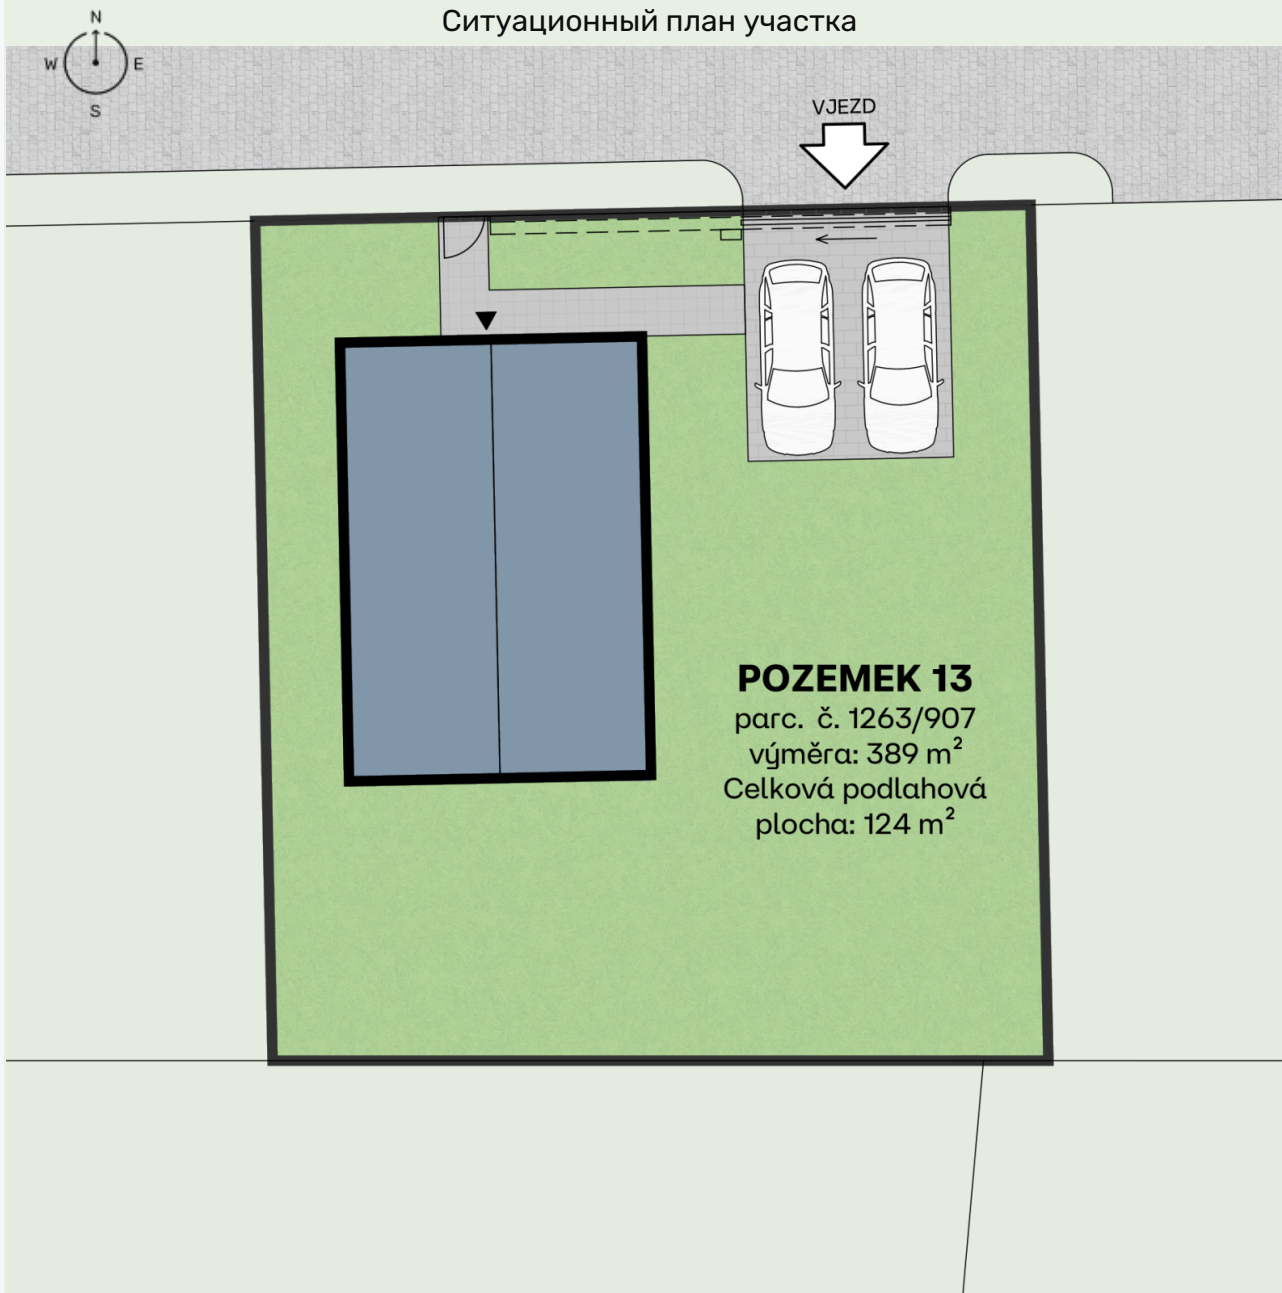 Ситуационный план участка
N
W E
S
VJEZD
POZEMEK 13
parc. č. 1263/907
výměra: 389 m²
Celková podlahová
plocha: 124 m²